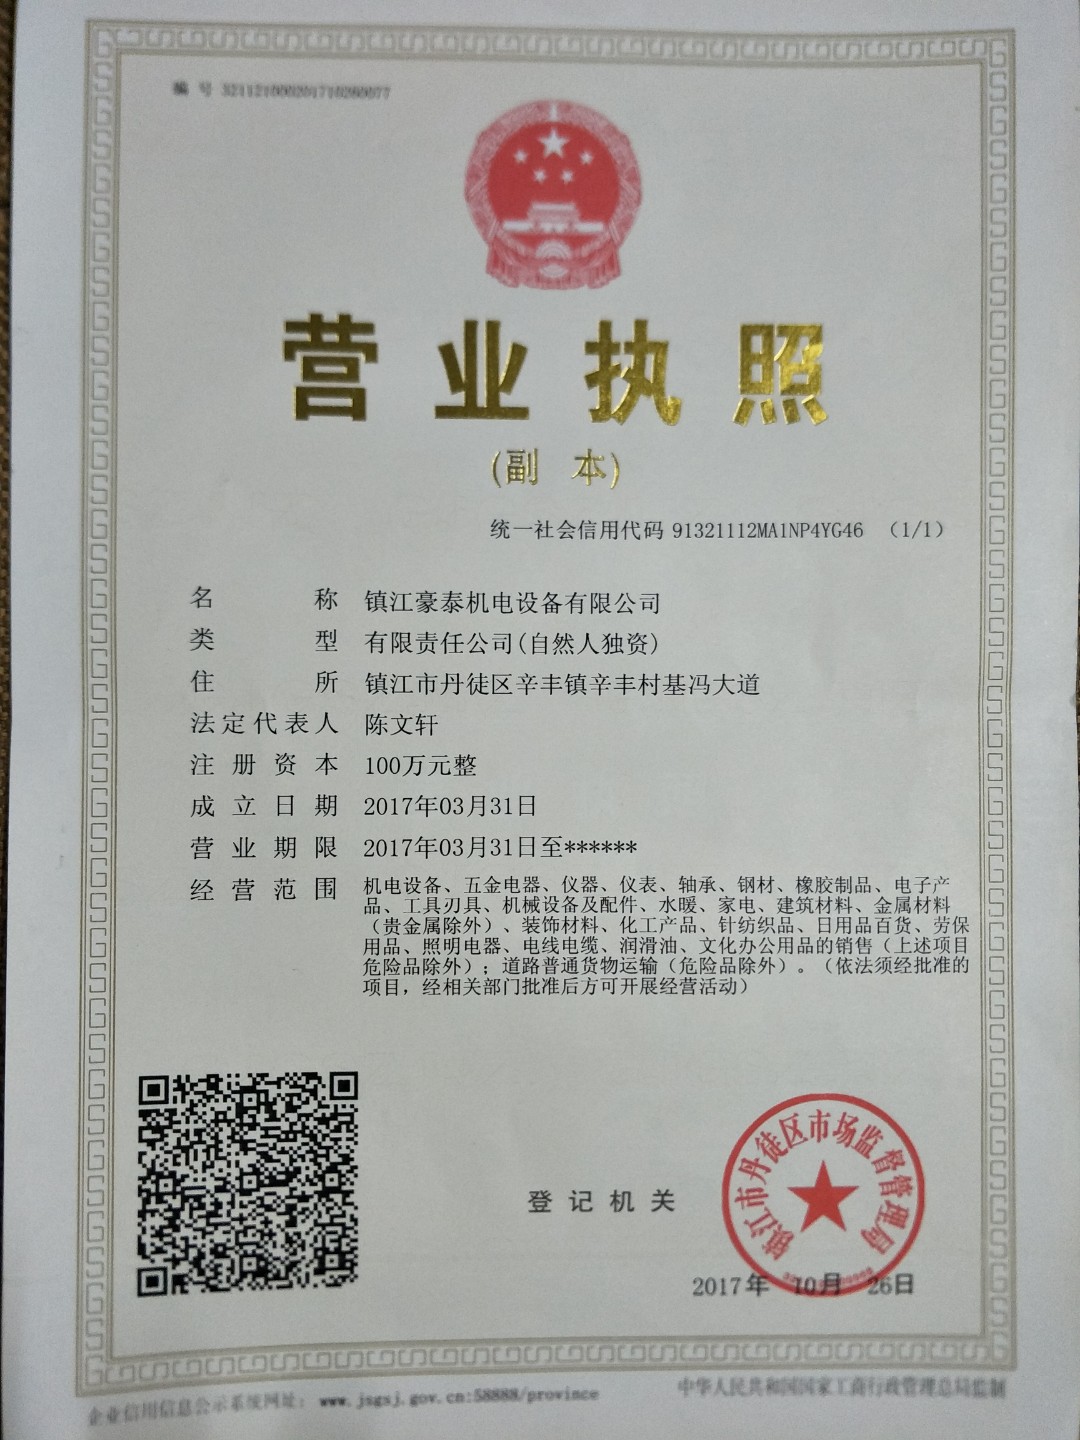 编 号 321121000201710260077
营业执照
(副 本)
统一社会信用代码 91321112MA1NP4YG46 （1/1）
名 称 镇江豪泰机电设备有限公司
类 型 有限责任公司(自然人独资)
住 所 镇江市丹徒区辛丰镇辛丰村基冯大道
法定代表人 陈文轩
注册资本 100万元整
成立日期 2017年03月31日
营业期限 2017年03月31日至******
经营范围 机电设备、五金电器、仪器、仪表、轴承、钢材、橡胶制品、电子产
品、工具刃具、机械设备及配件、水暖、家电、建筑材料、金属材料
（贵金属除外）、装饰材料、化工产品、针纺织品、日用品百货、劳保
用品、照明电器、电线电缆、润滑油、文化办公用品的销售（上述项目
危险品除外）；道路普通货物运输（危险品除外）。（依法须经批准的
项目，经相关部门批准后方可开展经营活动）
镇江市丹徒区市场监督管理局
登记机关
2017年 10月 26日
企业信用信息公示系统网址： www.jsgsj.gov.cn:58888/province
中华人民共和国国家工商行政管理总局监制